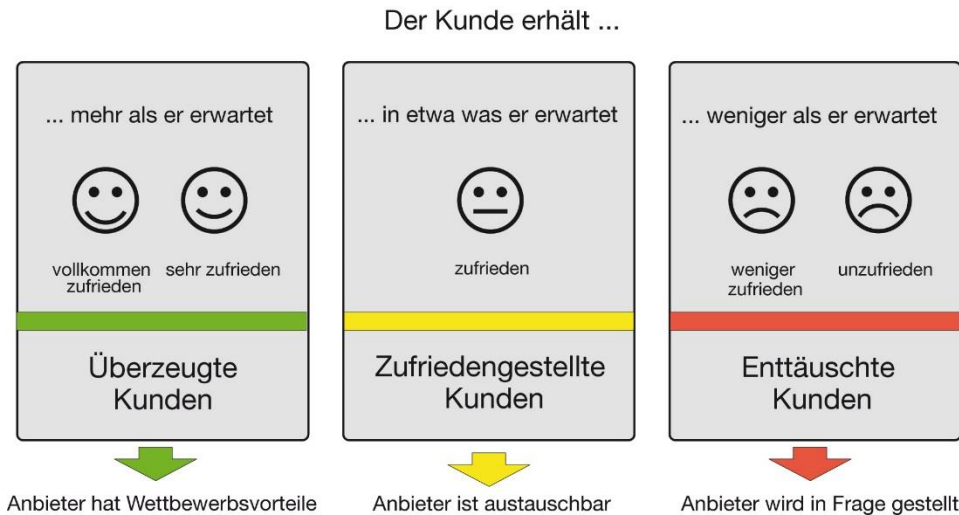 Der Kunde erhält ...
... mehr als er erwartet
vollkommen
zufrieden
sehr zufrieden
Überzeugte
Kunden
Anbieter hat Wettbewerbsvorteile
... in etwa was er erwartet
zufrieden
Zufriedengestellte
Kunden
Anbieter ist austauschbar
... weniger als er erwartet
weniger
zufrieden
unzufrieden
Enttäuschte
Kunden
Anbieter wird in Frage gestellt